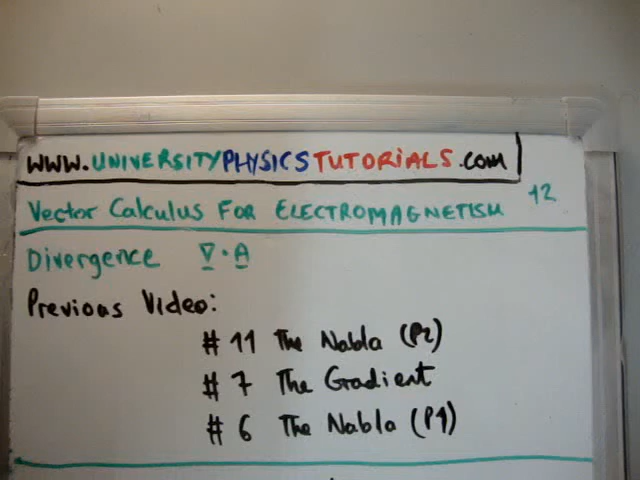 WWW.UNIVERSITYPHYSICSTUTORIALS.COM
Vector Calculus FOR ELECTROMAGNETISM 12
Divergence ∇·A
Previous Video:
# 11 The Nabla (P2)
# 7 The Gradient
# 6 The Nabla (P1)